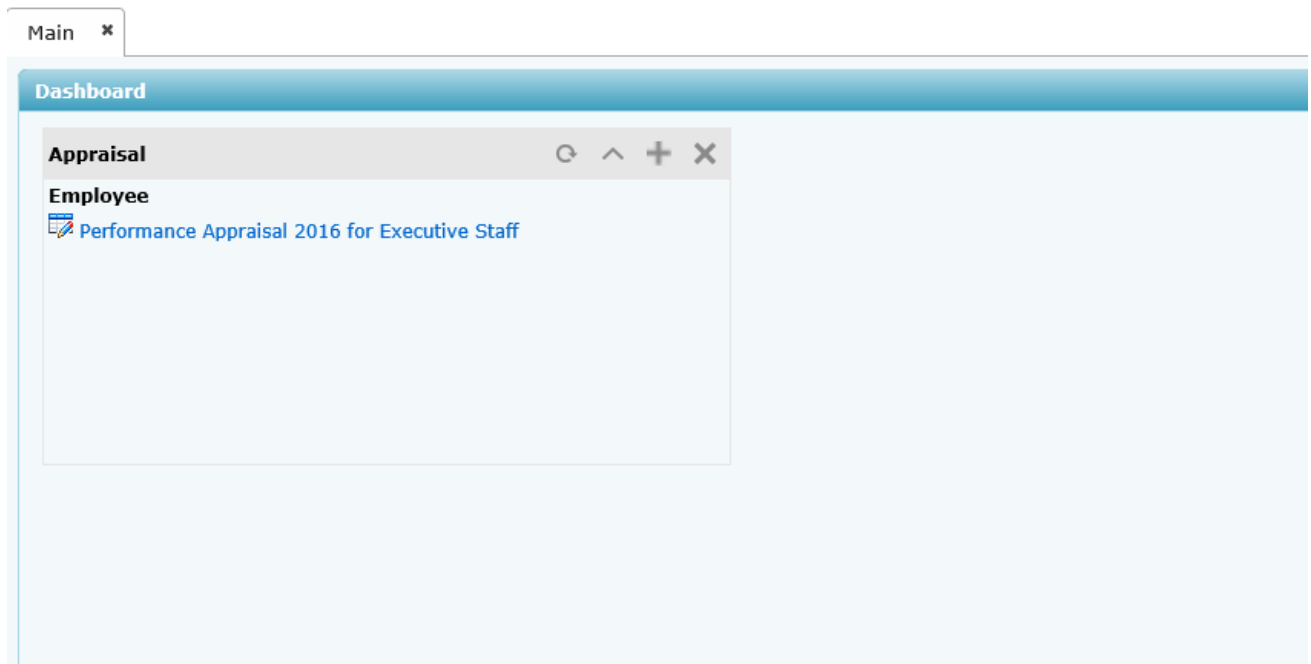 Main
Dashboard
Appraisal
Employee
Performance Appraisal 2016 for Executive Staff